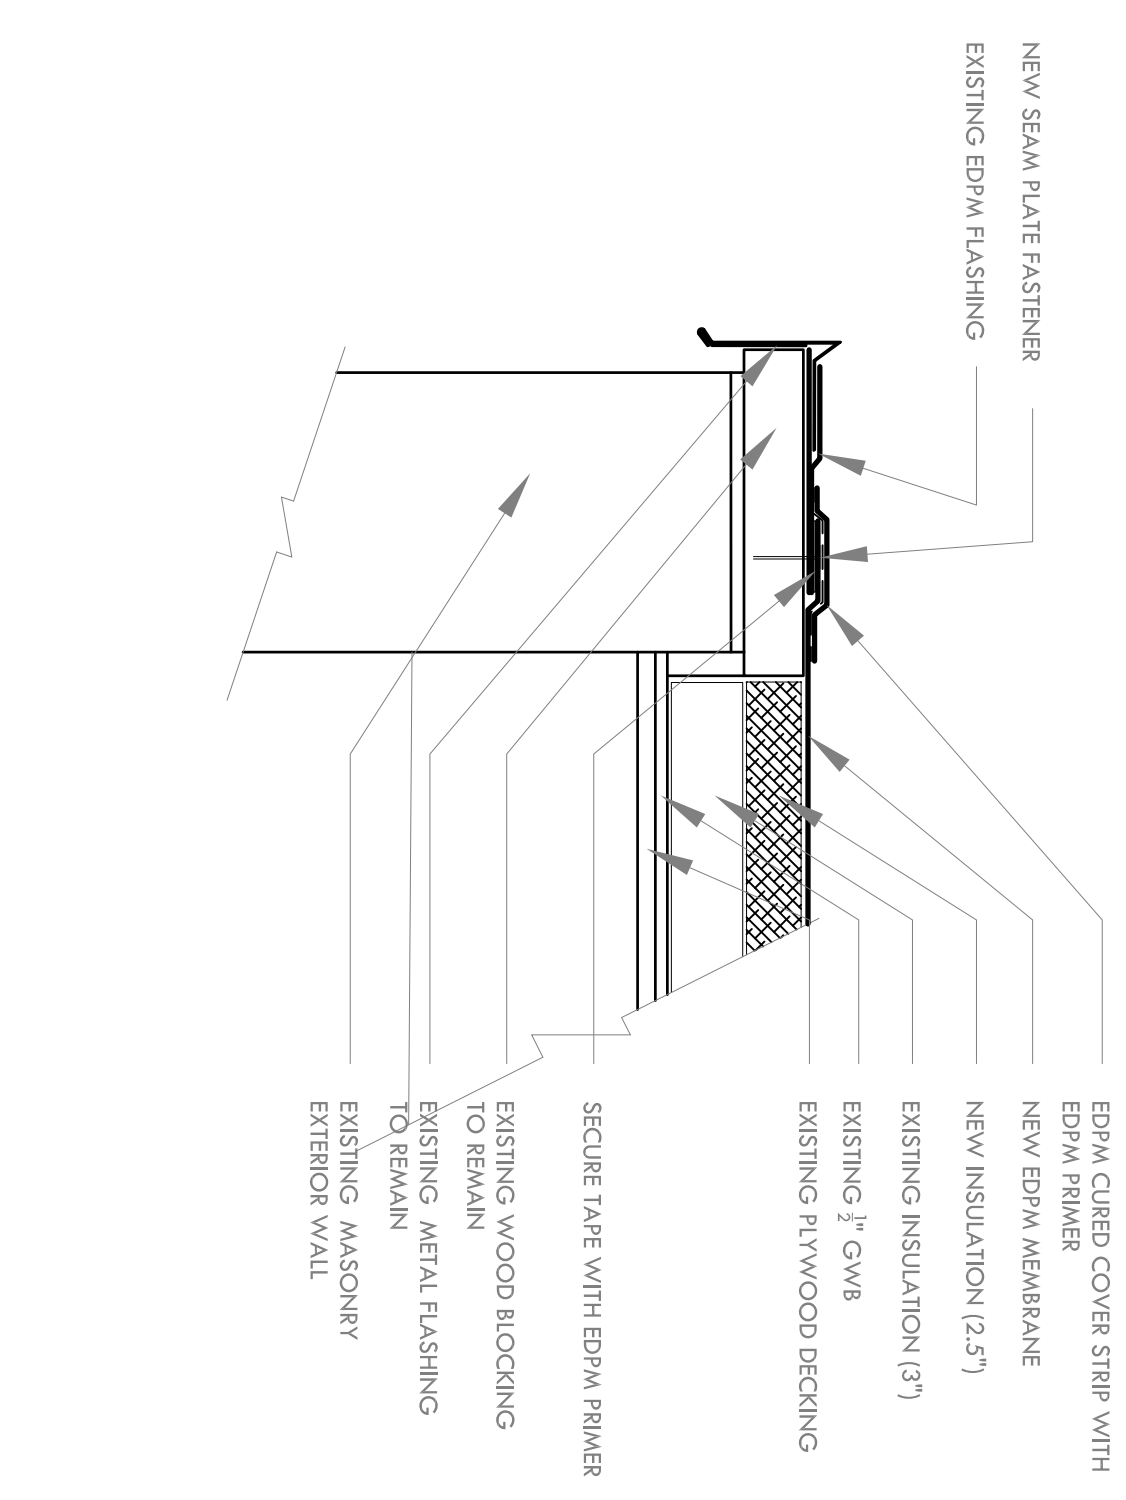 NEW SEAM PLATE FASTENER
EXISTING EDPM FLASHING
EDPM CURED COVER STRIP WITH
EDPM PRIMER
NEW EDPM MEMBRANE
NEW INSULATION (2.5")
EXISTING INSULATION (3")
EXISTING 1/2" GWB
EXISTING PLYWOOD DECKING
SECURE TAPE WITH EDPM PRIMER
EXISTING WOOD BLOCKING
TO REMAIN
EXISTING METAL FLASHING
TO REMAIN
EXISTING MASONRY
EXTERIOR WALL